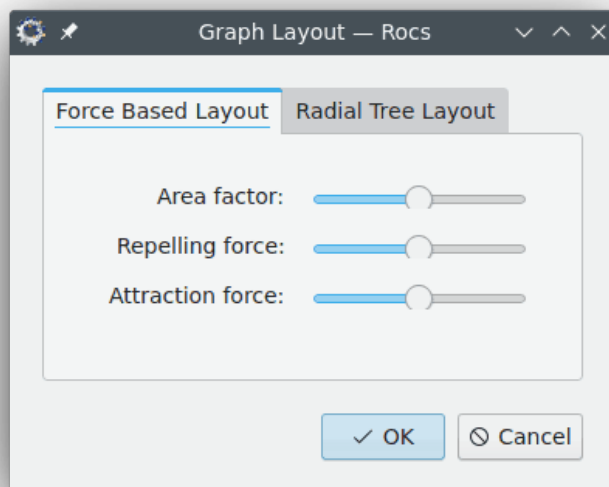 Graph Layout — Rocs
Force Based Layout Radial Tree Layout
Area factor:
Repelling force:
Attraction force:
OK Cancel